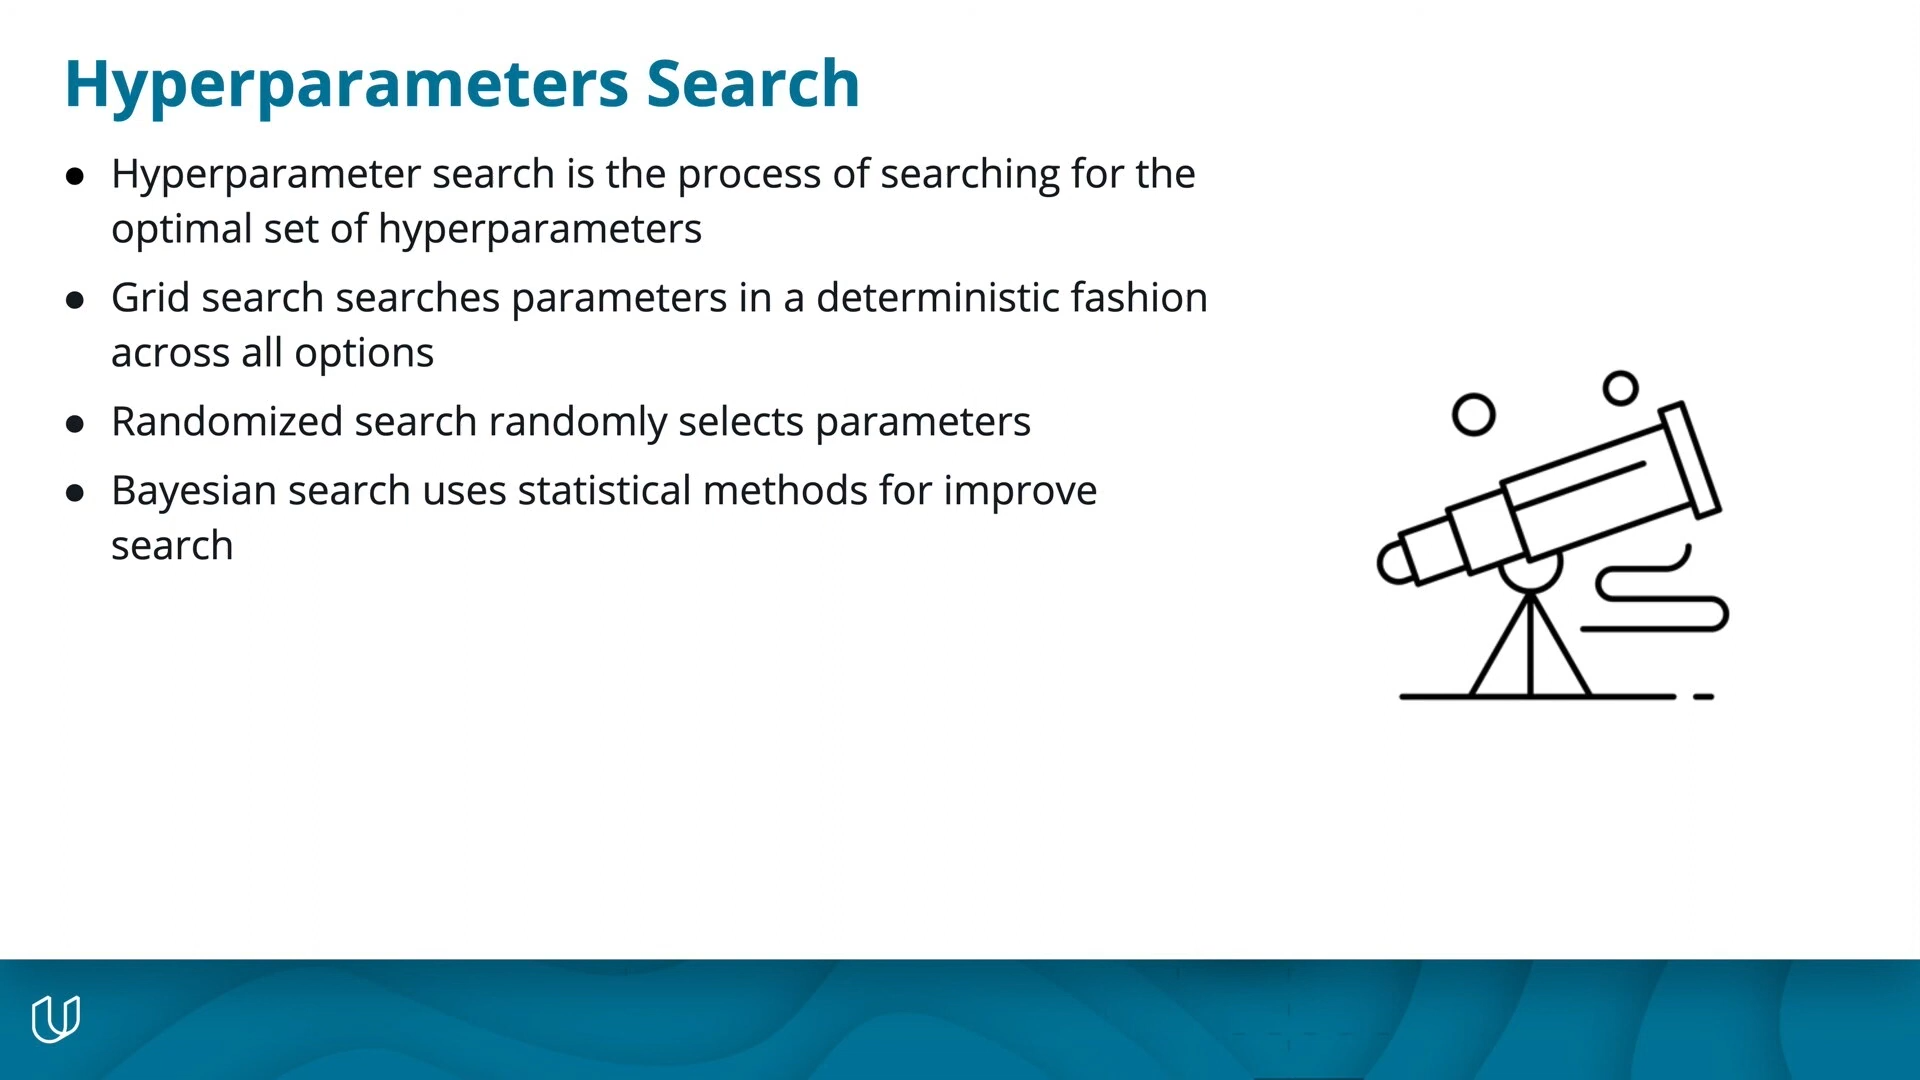 Hyperparameters Search
● Hyperparameter search is the process of searching for the
optimal set of hyperparameters
● Grid search searches parameters in a deterministic fashion
across all options
● Randomized search randomly selects parameters
● Bayesian search uses statistical methods for improve
search